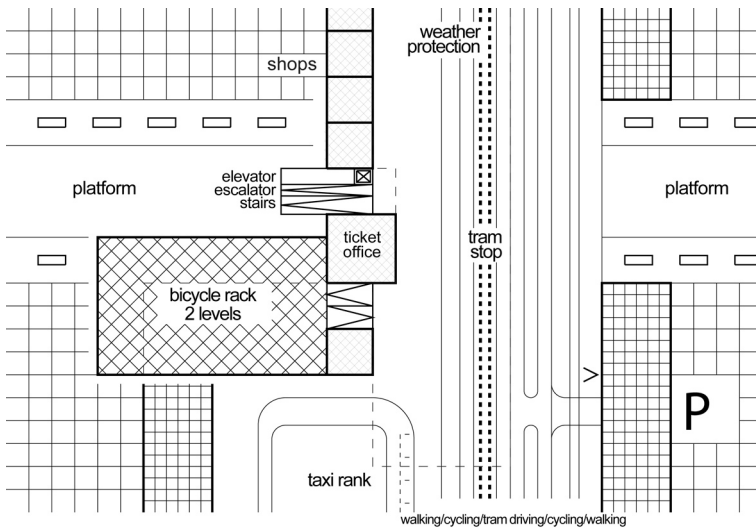 weather
protection
shops
elevator
escalator
stairs
platform
platform
ticket
office
tram
stop
bicycle rack
2 levels
P
taxi rank
walking/cycling/tram driving/cycling/walking